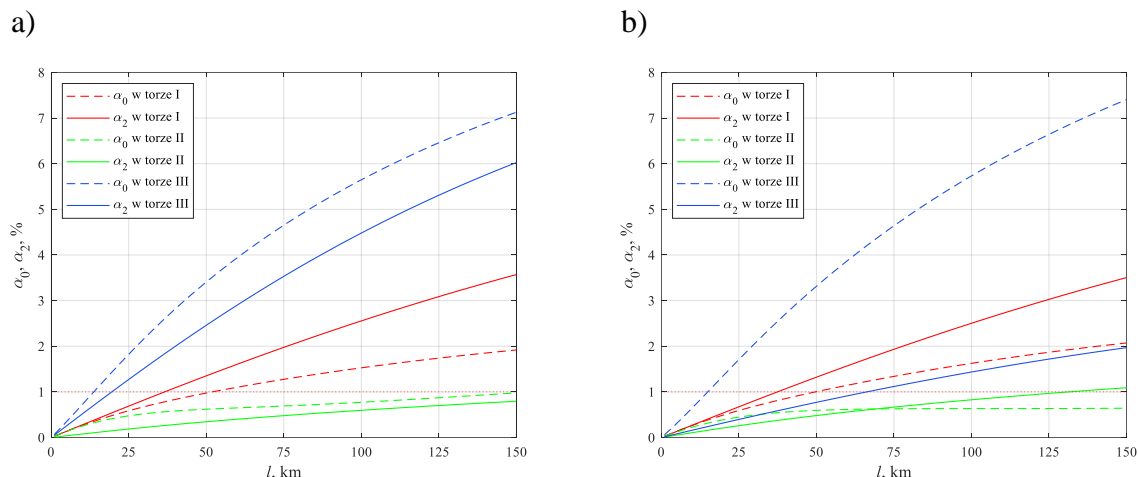 a)
b)
8
7
6
5
4
3
2
1
0
α₀, α₂, %
α₀ w torze I
α₂ w torze I
α₀ w torze II
α₂ w torze II
α₀ w torze III
α₂ w torze III
0 25 50 75 100 125 150
l, km
8
7
6
5
4
3
2
1
0
α₀, α₂, %
α₀ w torze I
α₂ w torze I
α₀ w torze II
α₂ w torze II
α₀ w torze III
α₂ w torze III
0 25 50 75 100 125 150
l, km